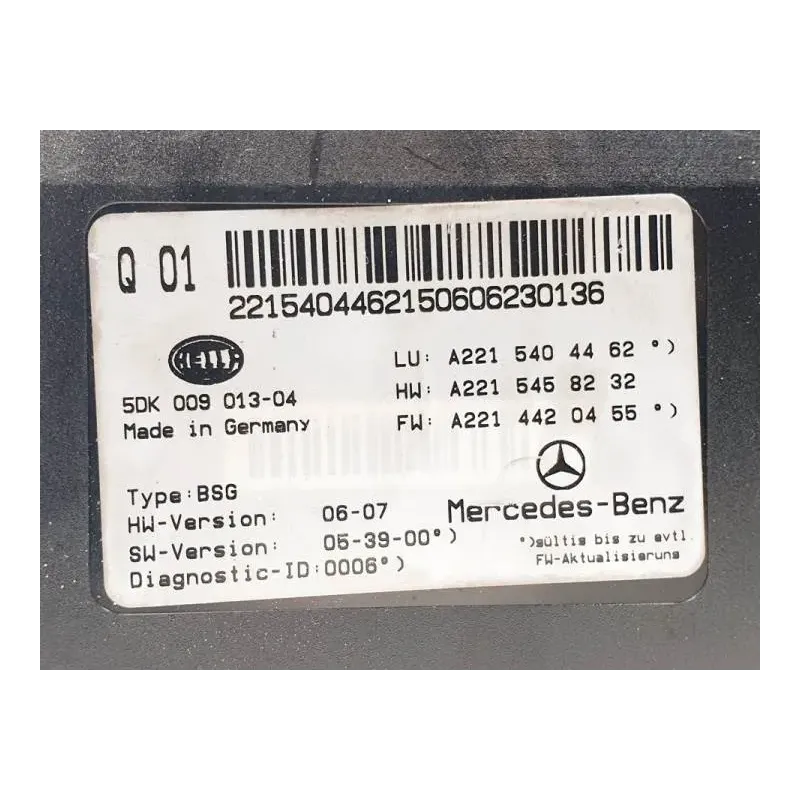 Q 01
2215404462150606230136
HELLA
LU: A221 540 44 62 °)
5DK 009 013-04
HW: A221 545 82 32
Made in Germany
FW: A221 442 04 55 °)
Type:BSG
HW-Version: 06-07
Mercedes-Benz
SW-Version: 05-39-00°)
°)gültis bis zu evtl.
Diagnostic-ID:0006°)
FW-Aktualisierung